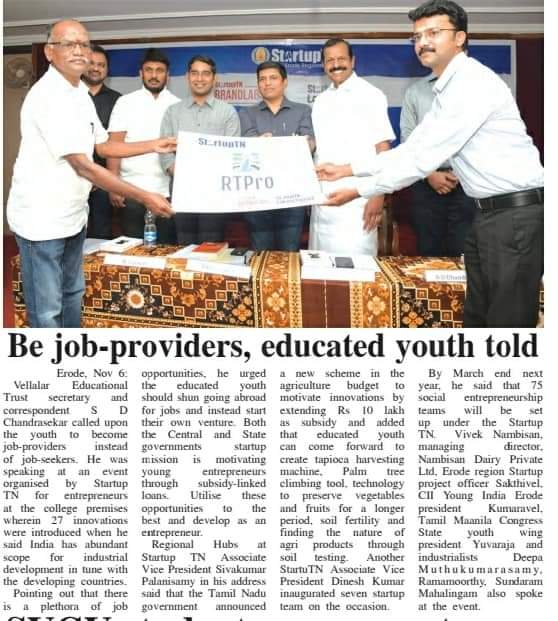 StartupTN
StartupTN
BRANDLABS
StartupTN
RTPro
Be job-providers, educated youth told
Erode, Nov 6:
Vellalar Educational
Trust secretary and
correspondent S D
Chandrasekar called upon
the youth to become
job-providers instead
of job-seekers. He was
speaking at an event
organised by Startup
TN for entrepreneurs
at the college premises
wherein 27 innovations
were introduced when he
said India has abundant
scope for industrial
development in tune with
the developing countries.
Pointing out that there
is a plethora of job
opportunities, he urged
the educated youth
should shun going abroad
for jobs and instead start
their own venture. Both
the Central and State
governments startup
mission is motivating
young entrepreneurs
through subsidy-linked
loans. Utilise these
opportunities to the
best and develop as an
entrepreneur.
Regional Hubs at
Startup TN Associate
Vice President Sivakumar
Palanisamy in his address
said that the Tamil Nadu
government announced
a new scheme in the
agriculture budget to
motivate innovations by
extending Rs 10 lakh
as subsidy and added
that educated youth
can come forward to
create tapioca harvesting
machine, Palm tree
climbing tool, technology
to preserve vegetables
and fruits for a longer
period, soil fertility and
finding the nature of
agri products through
soil testing. Another
StartuTN Associate Vice
President Dinesh Kumar
inaugurated seven startup
team on the occasion.
By March end next
year, he said that 75
social entrepreneurship
teams will be set
up under the Startup
TN. Vivek Nambisan,
managing director,
Nambisan Dairy Private
Ltd, Erode region Startup
project officer Sakthivel,
CII Young India Erode
president Kumaravel,
Tamil Maanila Congress
State youth wing
president Yuvaraja and
industrialists Deepa
Muthukumarasamy,
Ramamoorthy, Sundaram
Mahalingam also spoke
at the event.